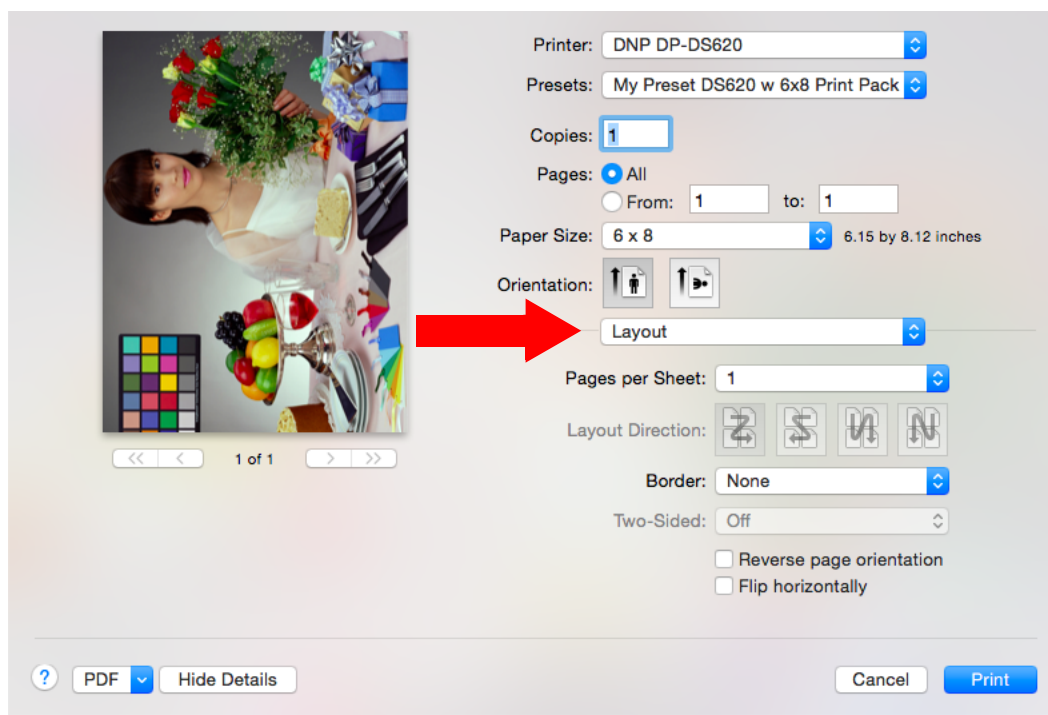 Printer: DNP DP-DS620
Presets: My Preset DS620 w 6x8 Print Pack
Copies: 1
Pages: All
From: 1 to: 1
Paper Size: 6 x 8 6.15 by 8.12 inches
Orientation:
Layout
Pages per Sheet: 1
Layout Direction:
Border: None
Two-Sided: Off
Reverse page orientation
Flip horizontally
<< < 1 of 1 > >>
? PDF Hide Details Cancel Print